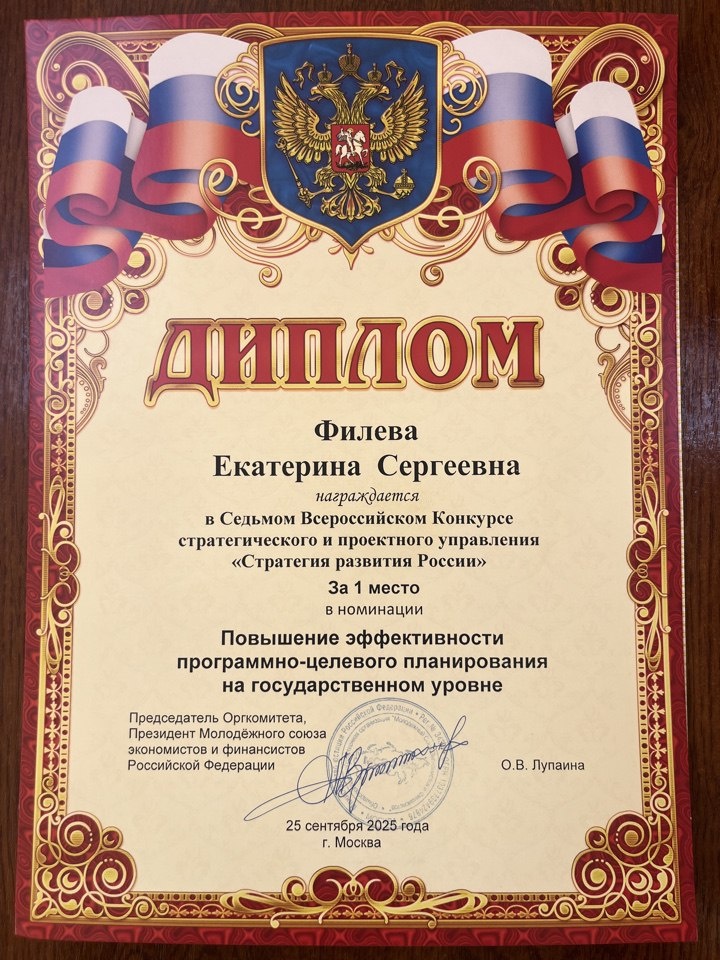 ДИПЛОМ
Филева
Екатерина Сергеевна
награждается
в Седьмом Всероссийском Конкурсе
стратегического и проектного управления
«Стратегия развития России»
За 1 место
в номинации
Повышение эффективности
программно-целевого планирования
на государственном уровне
Председатель Оргкомитета,
Президент Молодёжного союза
экономистов и финансистов
Российской Федерации
О.В. Лупаина
25 сентября 2025 года
г. Москва